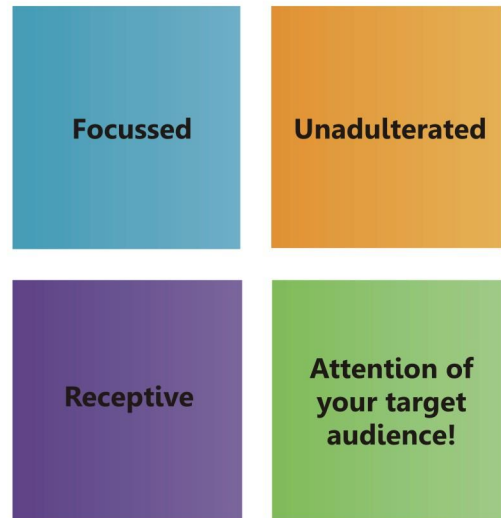 Focussed
Unadulterated
Receptive
Attention of
your target
audience!